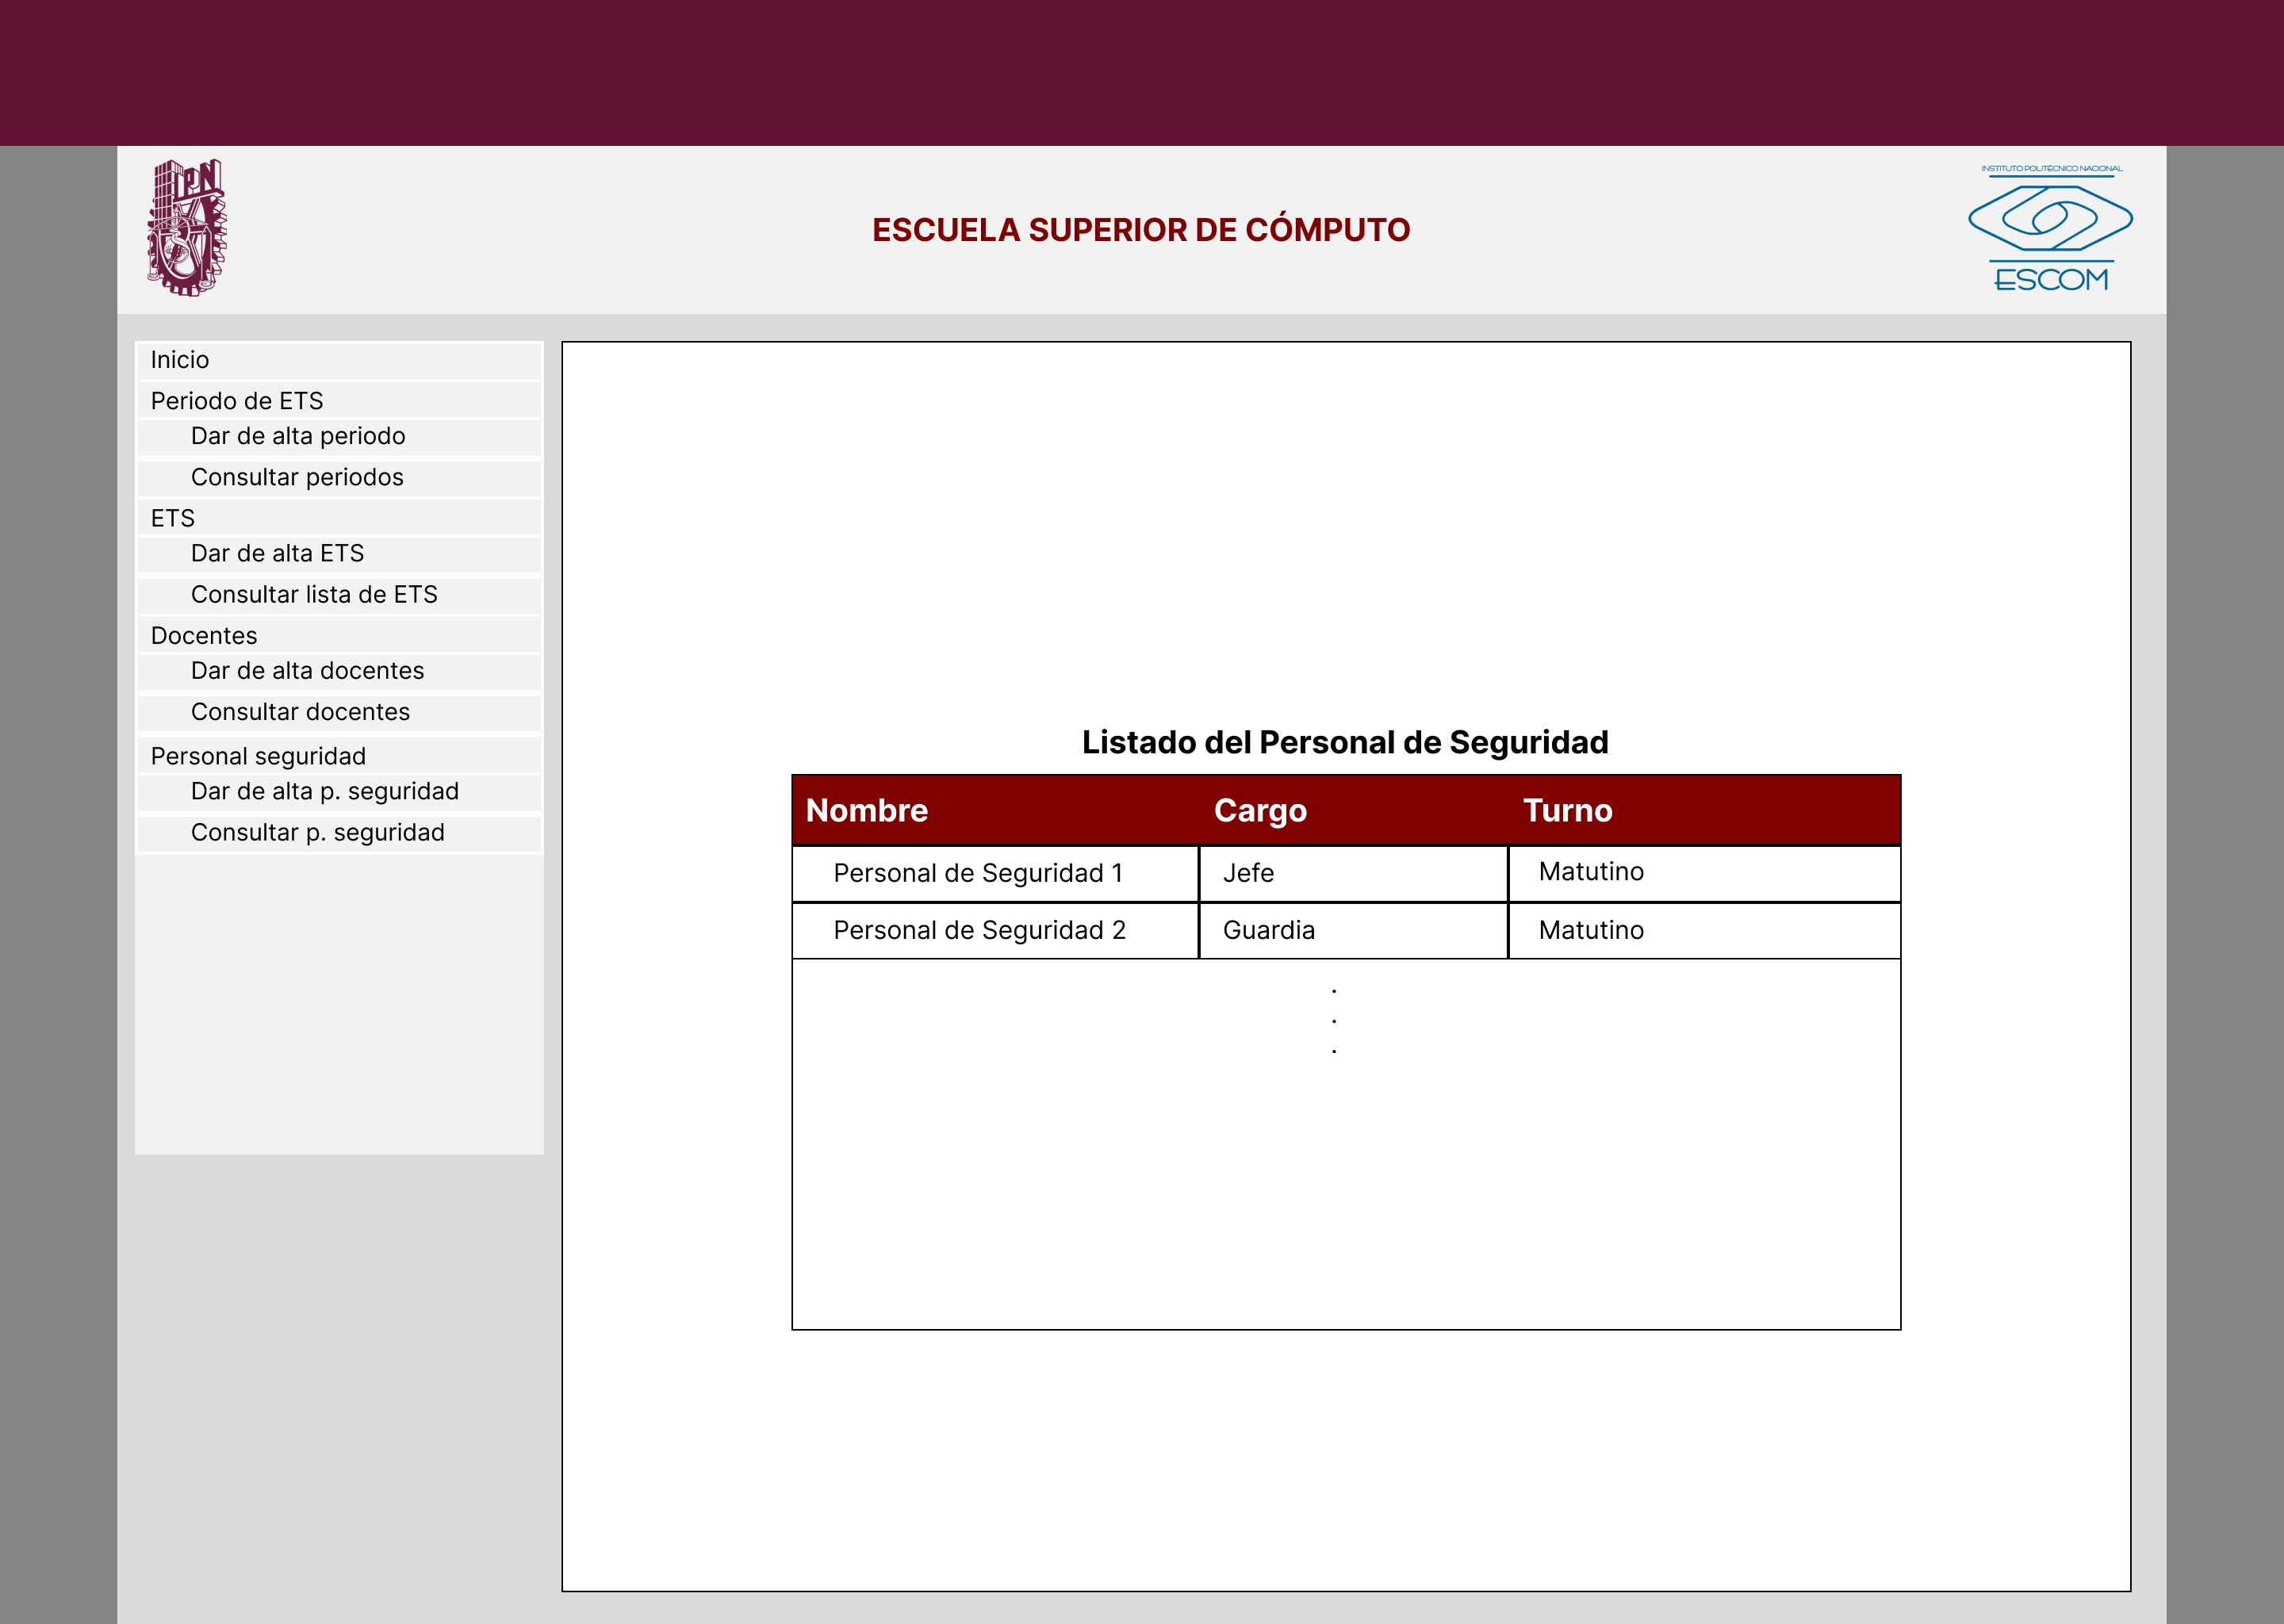 IPN
INSTITUTO POLITÉCNICO NACIONAL
ESCOM
ESCUELA SUPERIOR DE CÓMPUTO
Inicio
Periodo de ETS
Dar de alta periodo
Consultar periodos
ETS
Dar de alta ETS
Consultar lista de ETS
Docentes
Dar de alta docentes
Consultar docentes
Personal seguridad
Dar de alta p. seguridad
Consultar p. seguridad
Listado del Personal de Seguridad
Nombre Cargo Turno
Personal de Seguridad 1 Jefe Matutino
Personal de Seguridad 2 Guardia Matutino
.
.
.